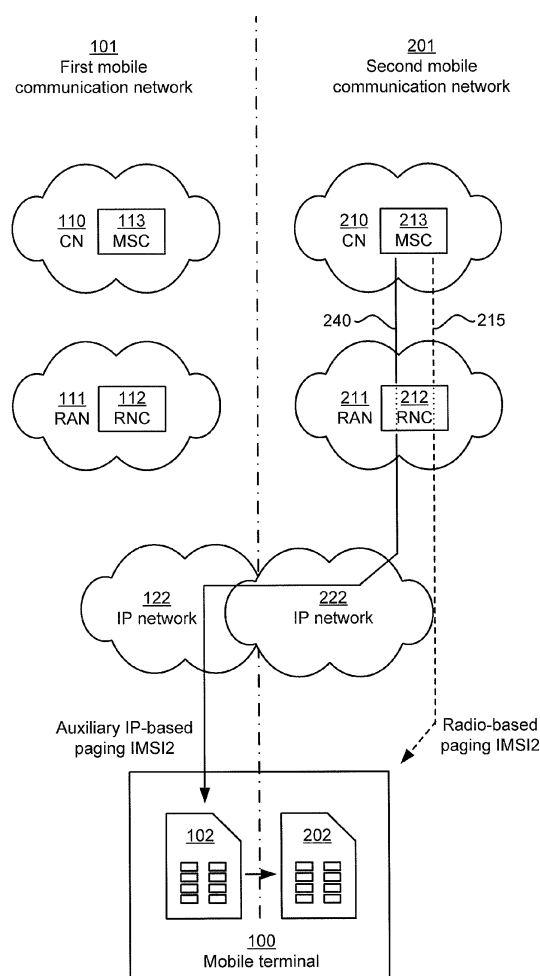 101
First mobile
communication network
201
Second mobile
communication network
110
CN
113
MSC
210
CN
213
MSC
240
215
111
RAN
112
RNC
211
RAN
212
RNC
122
IP network
222
IP network
Auxiliary IP-based
paging IMSI2
Radio-based
paging IMSI2
102
202
100
Mobile terminal